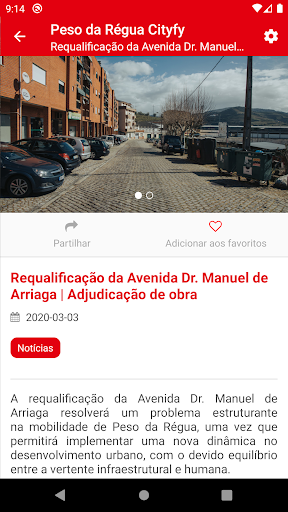 9:14
Peso da Régua Cityfy
Requalificação da Avenida Dr. Manuel...
Partilhar
Adicionar aos favoritos
Requalificação da Avenida Dr. Manuel de
Arriaga | Adjudicação de obra
2020-03-03
Notícias
A requalificação da Avenida Dr. Manuel de
Arriaga resolverá um problema estruturante
na mobilidade de Peso da Régua, uma vez que
permitirá implementar uma nova dinâmica no
desenvolvimento urbano, com o devido equilíbrio
entre a vertente infraestrutural e humana.